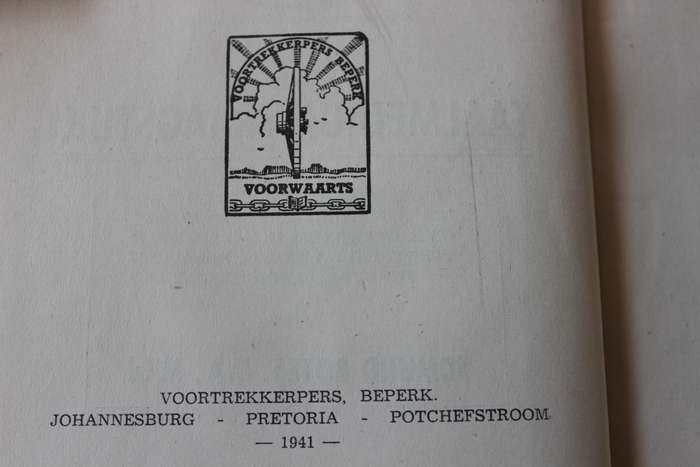 VOORTREKKERPERS BEPERK
VOORWAARTS
VOORTREKKERPERS, BEPERK.
JOHANNESBURG - PRETORIA - POTCHEFSTROOM
— 1941 —